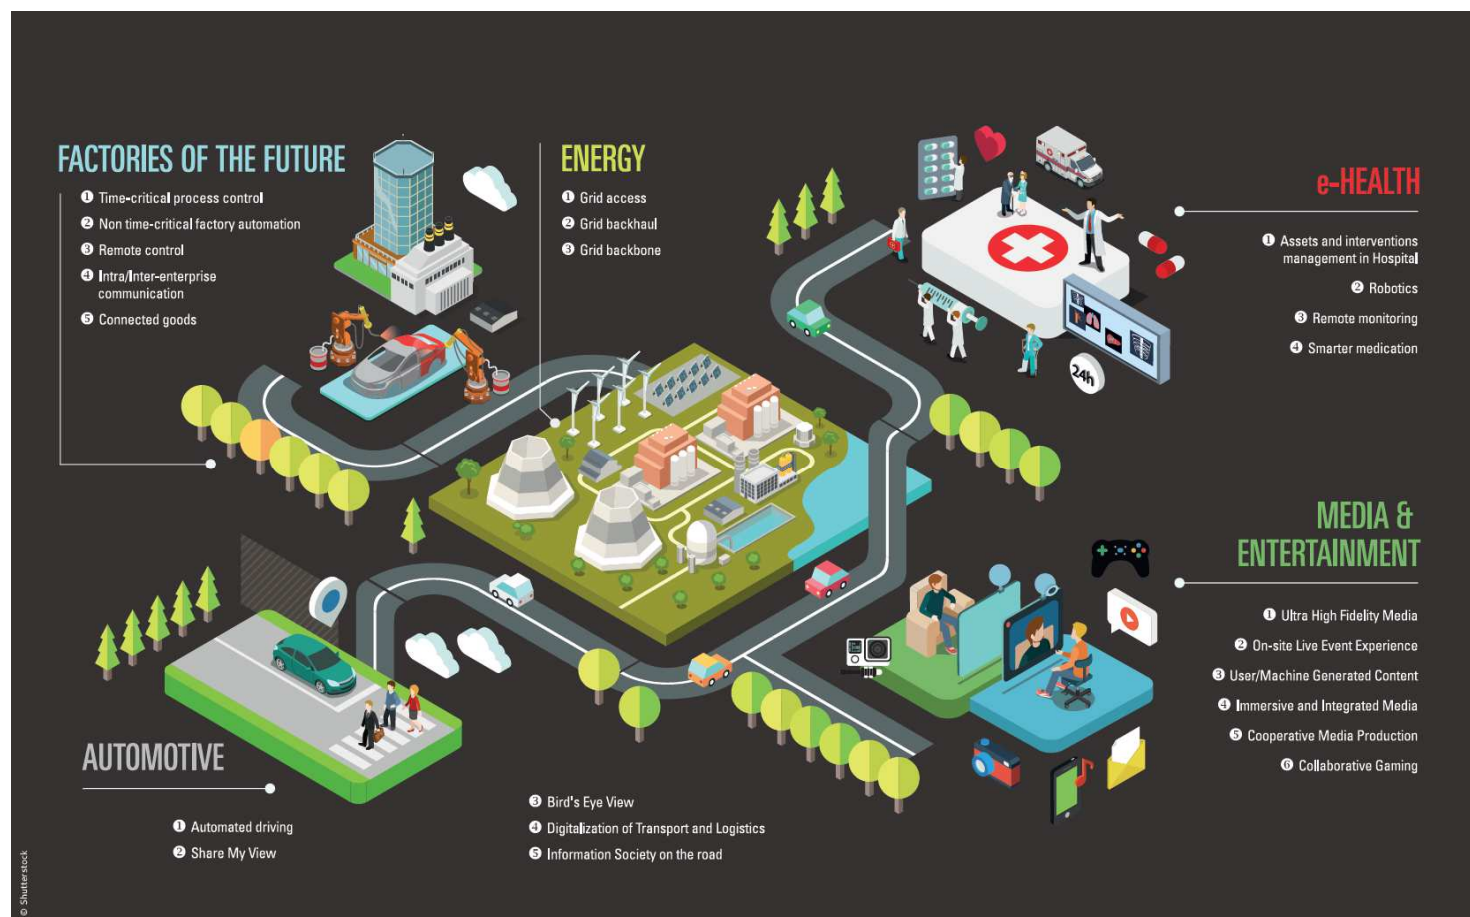 FACTORIES OF THE FUTURE
❶ Time-critical process control
❷ Non time-critical factory automation
❸ Remote control
❹ Intra/Inter-enterprise
communication
❺ Connected goods
ENERGY
❶ Grid access
❷ Grid backhaul
❸ Grid backbone
e-HEALTH
❶ Assets and interventions
management in Hospital
❷ Robotics
❸ Remote monitoring
❹ Smarter medication
24h
MEDIA &
ENTERTAINMENT
❶ Ultra High Fidelity Media
❷ On-site Live Event Experience
❸ User/Machine Generated Content
❹ Immersive and Integrated Media
❺ Cooperative Media Production
❻ Collaborative Gaming
AUTOMOTIVE
❶ Automated driving
❷ Share My View
❸ Bird's Eye View
❹ Digitalization of Transport and Logistics
❺ Information Society on the road
© Shutterstock